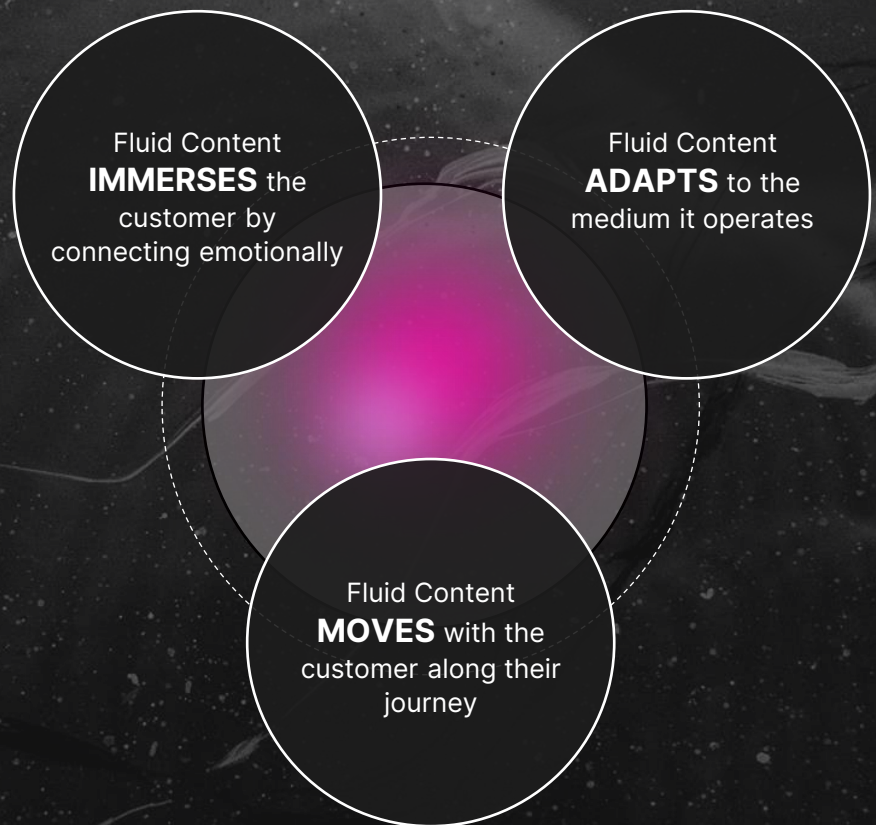 Fluid Content
IMMERSES the
customer by
connecting emotionally
Fluid Content
ADAPTS to the
medium it operates
Fluid Content
MOVES with the
customer along their
journey